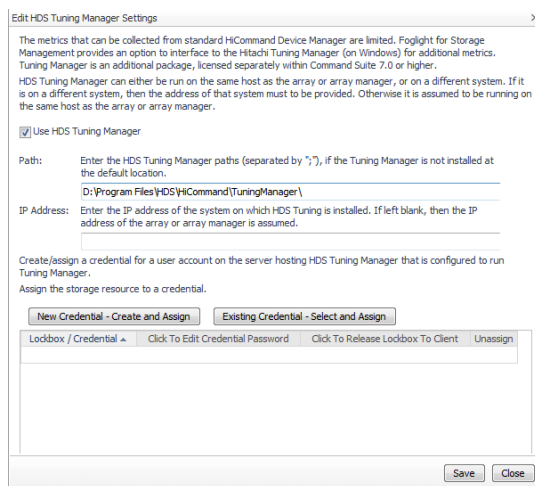 Edit HDS Tuning Manager Settings
The metrics that can be collected from standard HiCommand Device Manager are limited. Foglight for Storage
Management provides an option to interface to the Hitachi Tuning Manager (on Windows) for additional metrics.
Tuning Manager is an additional package, licensed separately within Command Suite 7.0 or higher.
HDS Tuning Manager can either be run on the same host as the array or array manager, or on a different system. If it
is on a different system, then the address of that system must to be provided. Otherwise it is assumed to be running on
the same host as the array or array manager.
Use HDS Tuning Manager
Path: Enter the HDS Tuning Manager paths (separated by ";"), if the Tuning Manager is not installed at
the default location.
D:\Program Files\HDS\HiCommand\TuningManager\
IP Address: Enter the IP address of the system on which HDS Tuning is installed. If left blank, then the IP
address of the array or array manager is assumed.
Create/assign a credential for a user account on the server hosting HDS Tuning Manager that is configured to run
Tuning Manager.
Assign the storage resource to a credential.
New Credential - Create and Assign Existing Credential - Select and Assign
Lockbox / Credential Click To Edit Credential Password Click To Release Lockbox To Client Unassign
Save Close